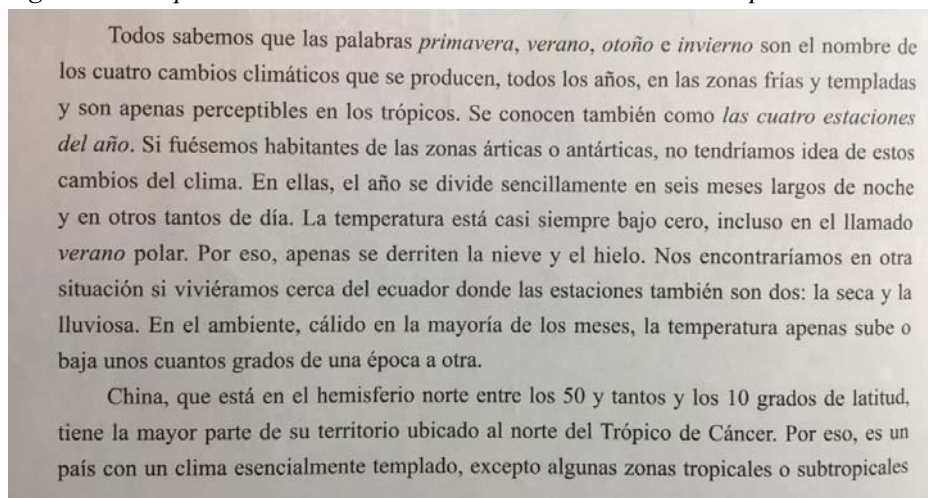 Todos sabemos que las palabras primavera, verano, otoño e invierno son el nombre de
los cuatro cambios climáticos que se producen, todos los años, en las zonas frías y templadas
y son apenas perceptibles en los trópicos. Se conocen también como las cuatro estaciones
del año. Si fuésemos habitantes de las zonas árticas o antárticas, no tendríamos idea de estos
cambios del clima. En ellas, el año se divide sencillamente en seis meses largos de noche
y en otros tantos de día. La temperatura está casi siempre bajo cero, incluso en el llamado
verano polar. Por eso, apenas se derriten la nieve y el hielo. Nos encontraríamos en otra
situación si viviéramos cerca del ecuador donde las estaciones también son dos: la seca y la
lluviosa. En el ambiente, cálido en la mayoría de los meses, la temperatura apenas sube o
baja unos cuantos grados de una época a otra.
China, que está en el hemisferio norte entre los 50 y tantos y los 10 grados de latitud,
tiene la mayor parte de su territorio ubicado al norte del Trópico de Cáncer. Por eso, es un
país con un clima esencialmente templado, excepto algunas zonas tropicales o subtropicales